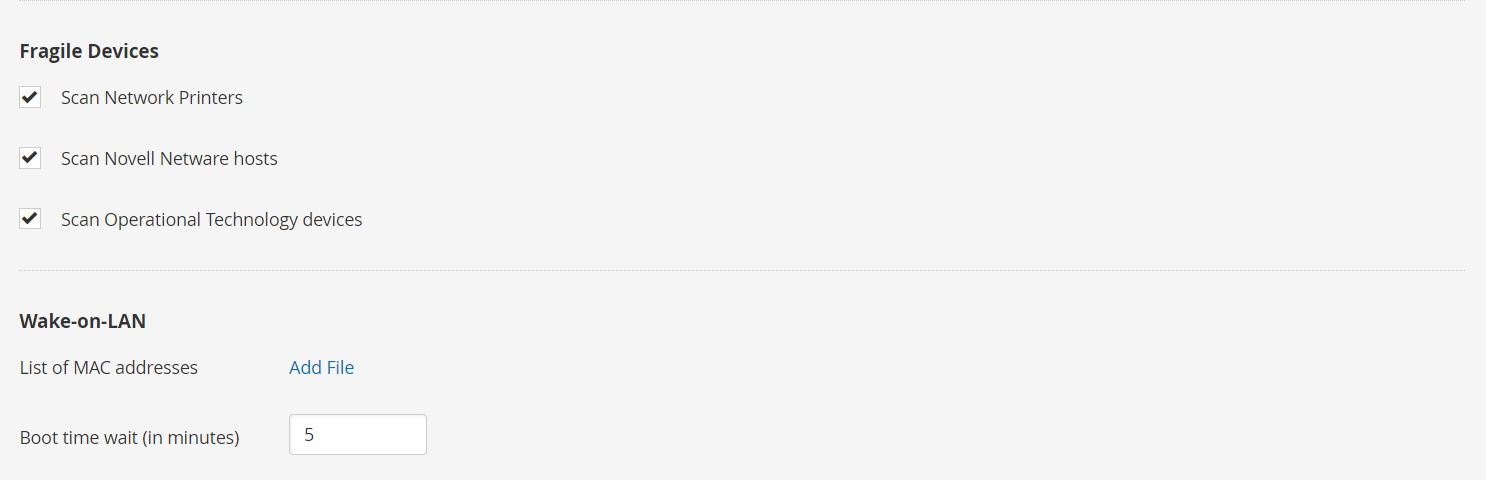 Fragile Devices
Scan Network Printers
Scan Novell Netware hosts
Scan Operational Technology devices
Wake-on-LAN
List of MAC addresses Add File
Boot time wait (in minutes) 5